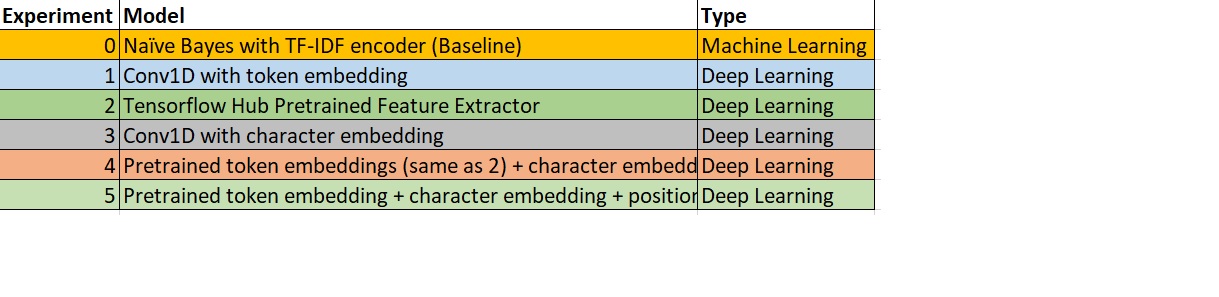 Experiment Model Type
0 Naïve Bayes with TF-IDF encoder (Baseline) Machine Learning
1 Conv1D with token embedding Deep Learning
2 Tensorflow Hub Pretrained Feature Extractor Deep Learning
3 Conv1D with character embedding Deep Learning
4 Pretrained token embeddings (same as 2) + character embedd Deep Learning
5 Pretrained token embedding + character embedding + position Deep Learning